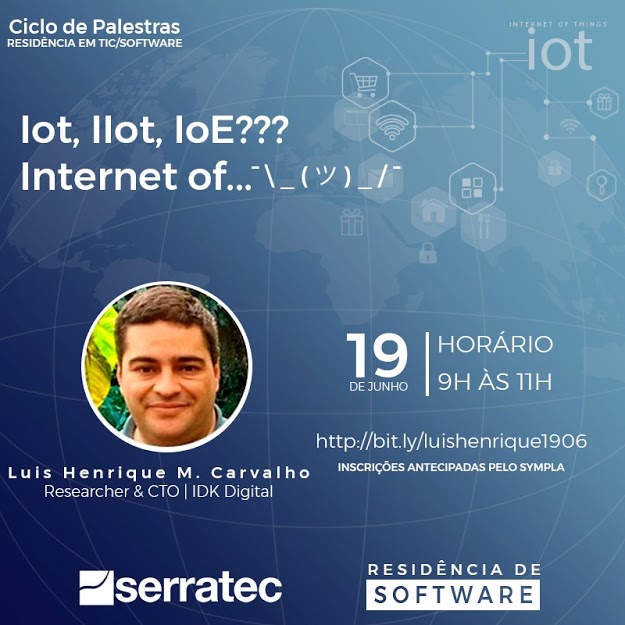 Ciclo de Palestras
RESIDÊNCIA EM TIC/SOFTWARE
INTERNET OF THINGS
iot
Iot, IIot, IoE???
Internet of...¯\_(ツ)_/¯
19
DE JUNHO
HORÁRIO
9H ÀS 11H
http://bit.ly/luishenrique1906
INSCRIÇÕES ANTECIPADAS PELO SYMPLA
Luis Henrique M. Carvalho
Researcher & CTO | IDK Digital
serratec
RESIDÊNCIA DE
SOFTWARE